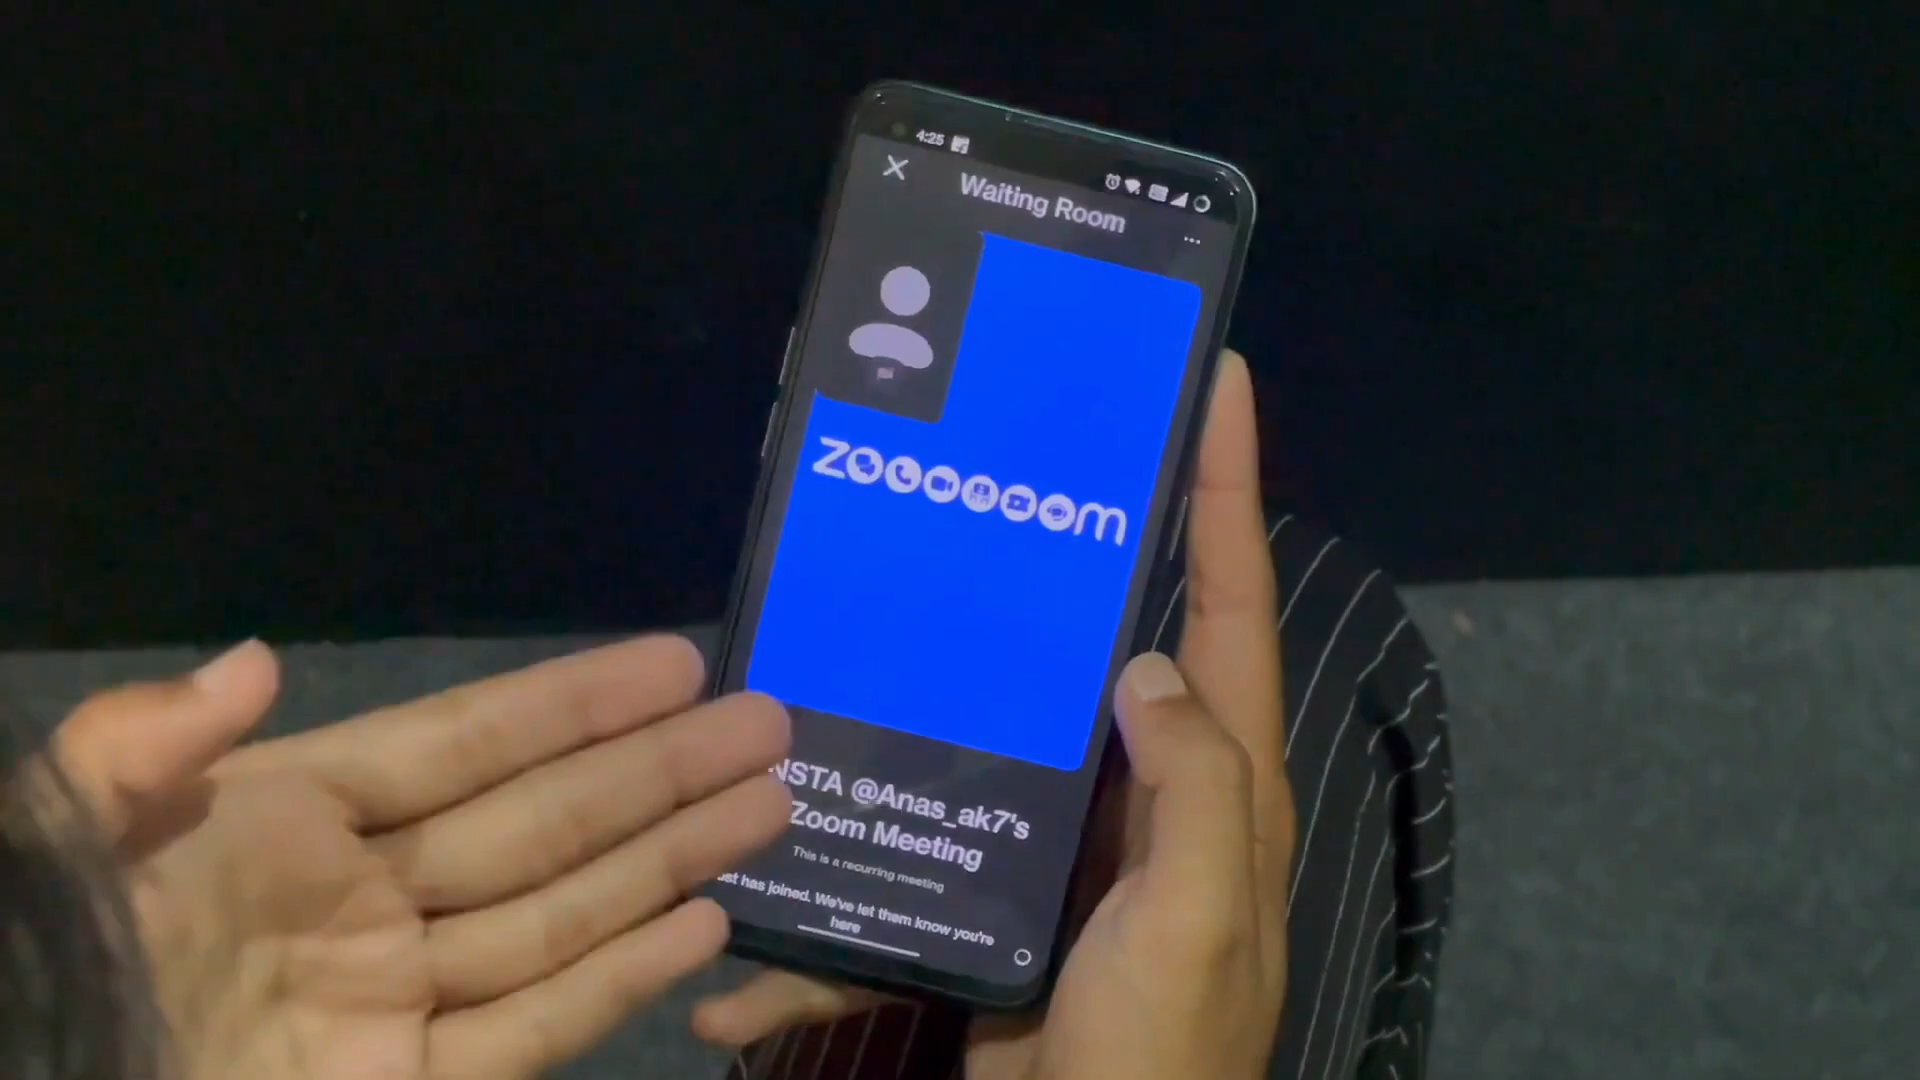 4:25
Waiting Room
zoooooom
NSTA @Anas_ak7's
Zoom Meeting
This is a recurring meeting
has joined. We've let them know you're
here